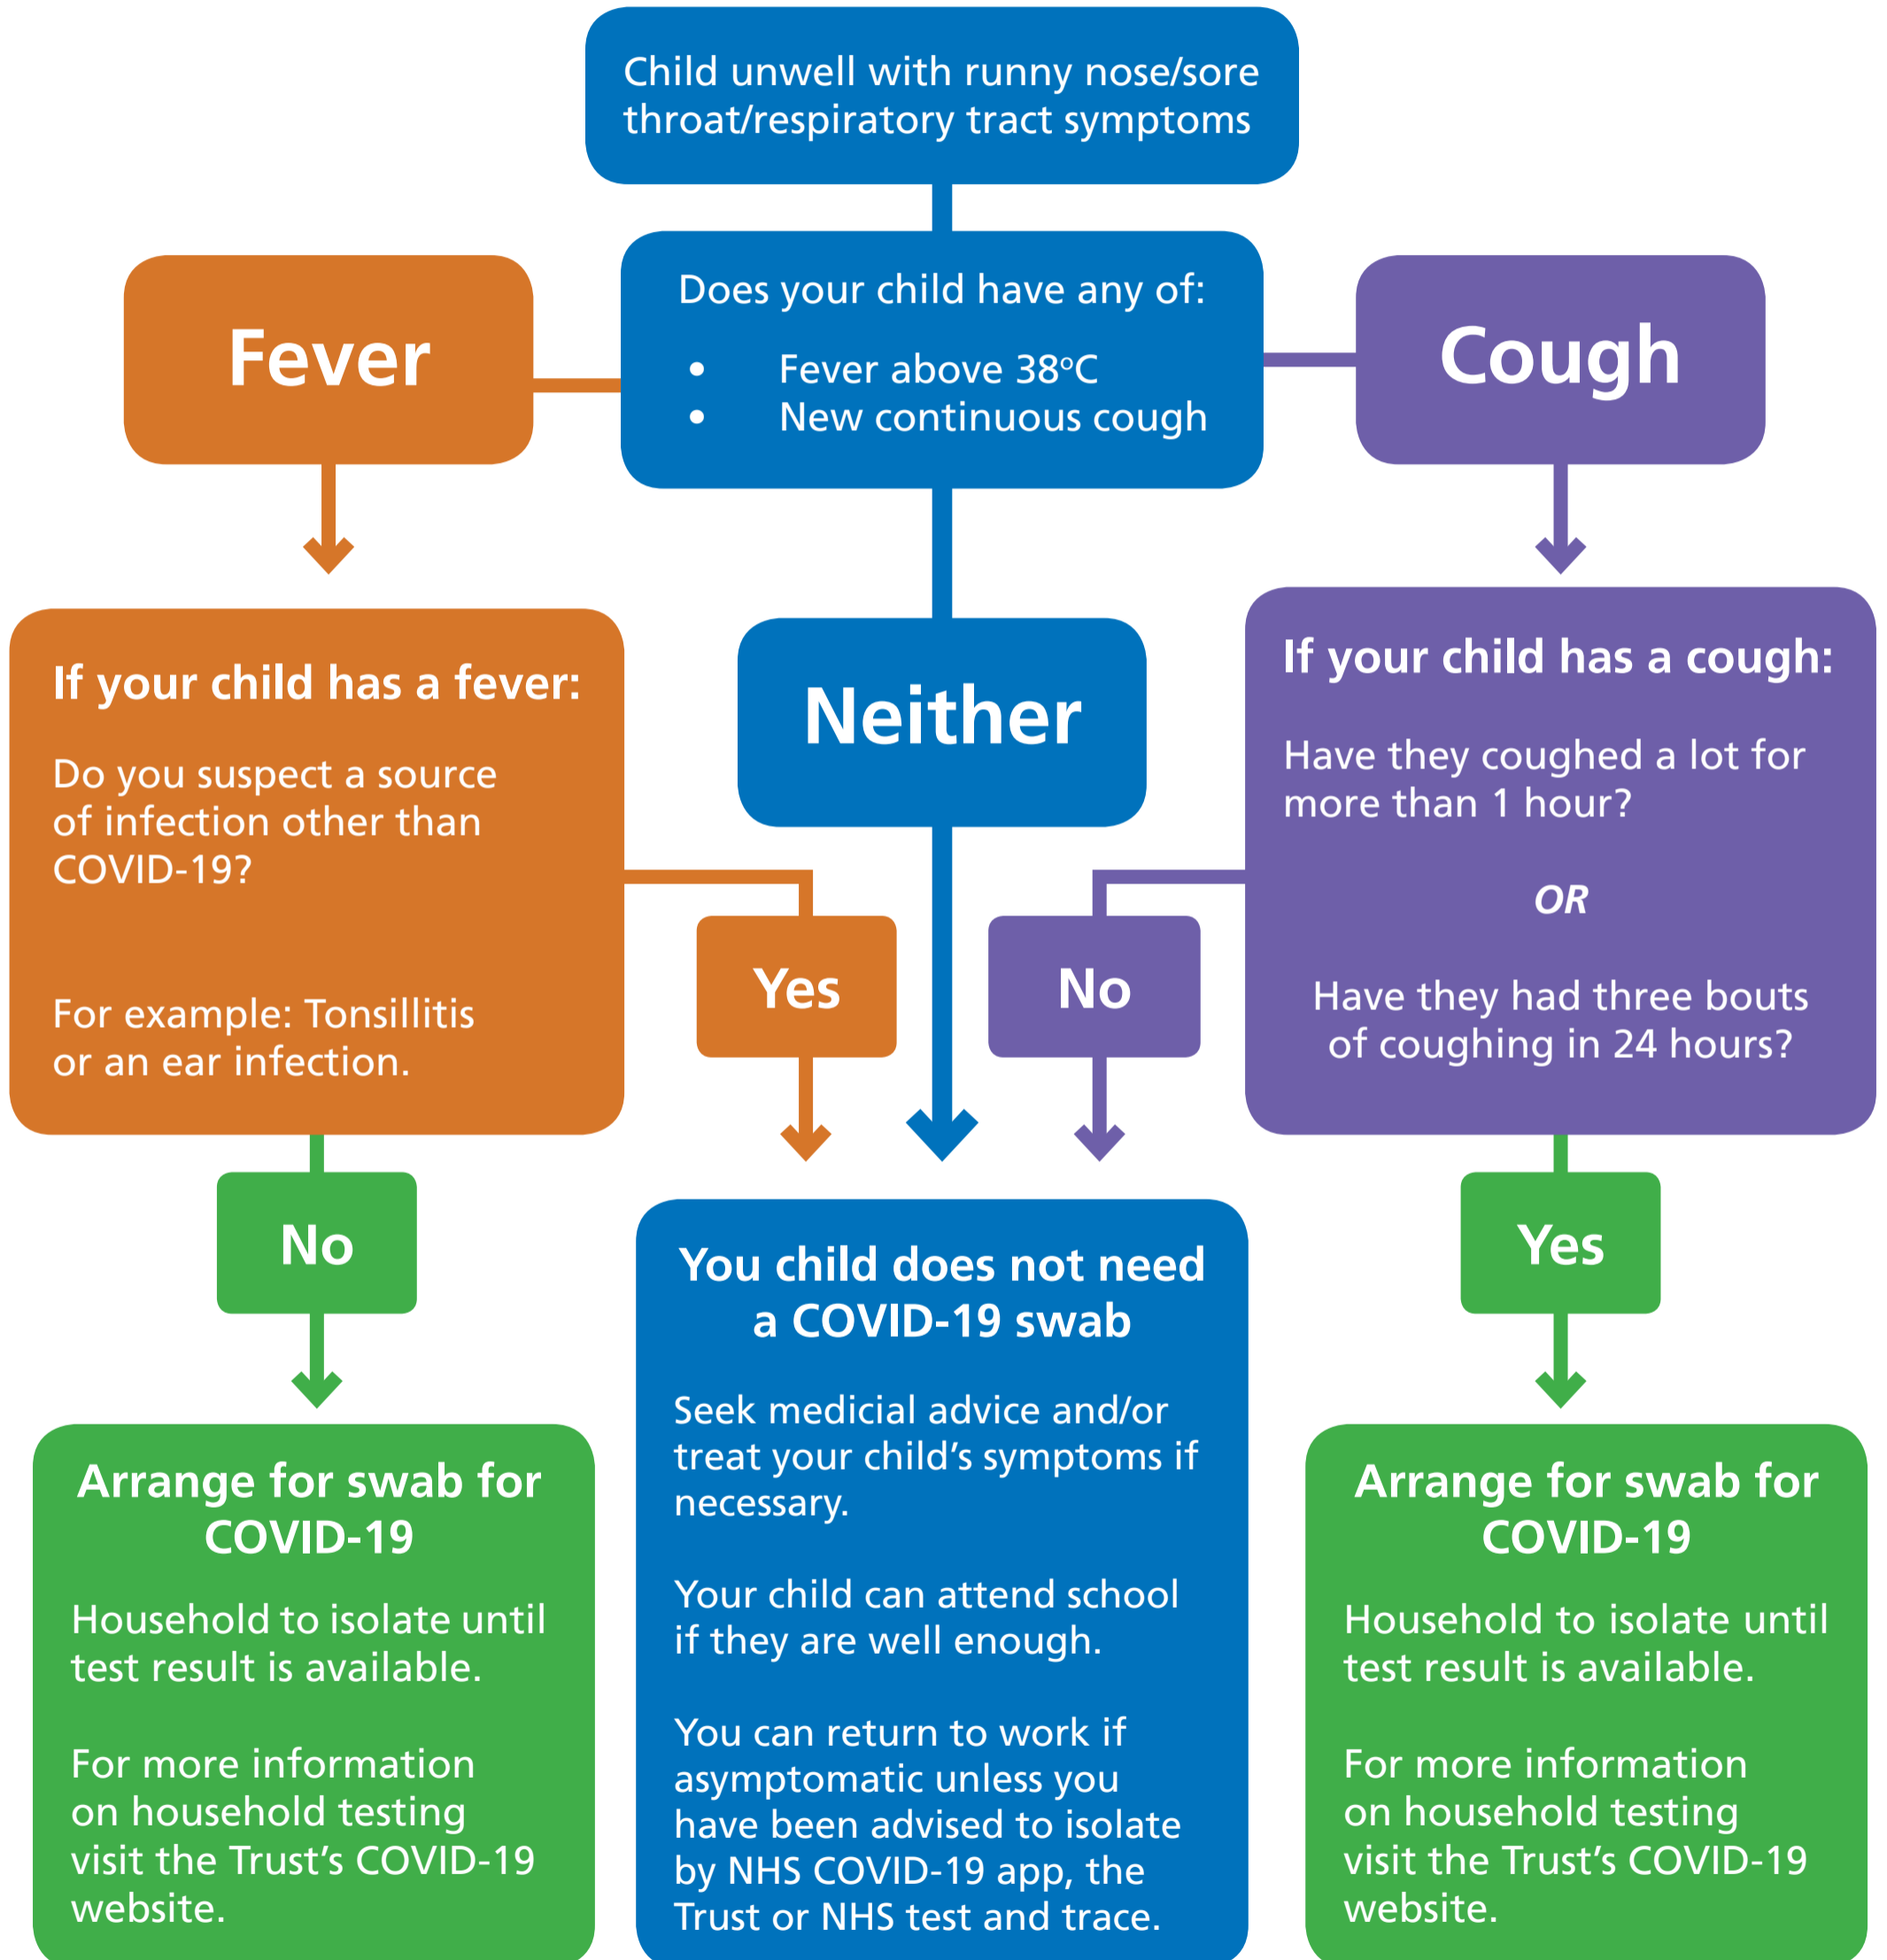 Child unwell with runny nose/sore
throat/respiratory tract symptoms
Does your child have any of:
• Fever above 38ºC
• New continuous cough
Fever
Cough
If your child has a fever:
Do you suspect a source
of infection other than
COVID-19?
For example: Tonsillitis
or an ear infection.
Neither
If your child has a cough:
Have they coughed a lot for
more than 1 hour?
OR
Have they had three bouts
of coughing in 24 hours?
Yes
No
No
Yes
Arrange for swab for
COVID-19
Household to isolate until
test result is available.
For more information
on household testing
visit the Trust's COVID-19
website.
You child does not need
a COVID-19 swab
Seek medicial advice and/or
treat your child's symptoms if
necessary.
Your child can attend school
if they are well enough.
You can return to work if
asymptomatic unless you
have been advised to isolate
by NHS COVID-19 app, the
Trust or NHS test and trace.
Arrange for swab for
COVID-19
Household to isolate until
test result is available.
For more information
on household testing
visit the Trust's COVID-19
website.